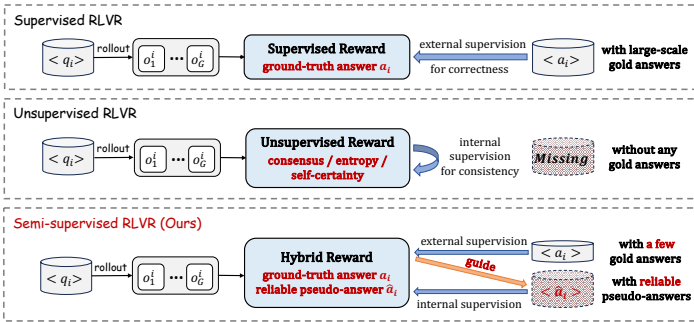 Supervised RLVR
< q_i >
rollout
o_1^i ... o_G^i
Supervised Reward
ground-truth answer a_i
external supervision
for correctness
< a_i >
with large-scale
gold answers
Unsupervised RLVR
< q_i >
rollout
o_1^i ... o_G^i
Unsupervised Reward
consensus / entropy /
self-certainty
internal
supervision
for consistency
Missing
without any
gold answers
Semi-supervised RLVR (Ours)
< q_i >
rollout
o_1^i ... o_G^i
Hybrid Reward
ground-truth answer a_i
reliable pseudo-answer â_i
external supervision
guide
internal supervision
< a_i >
< â_i >
with a few
gold answers
with reliable
pseudo-answers